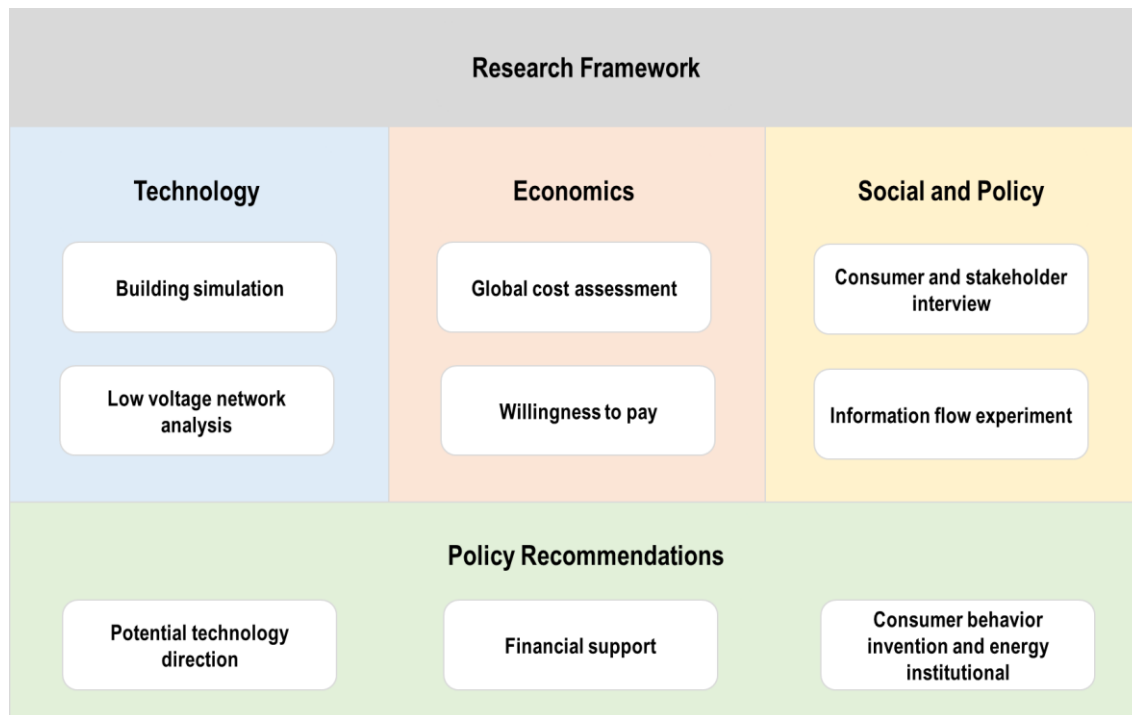 Research Framework
Technology
Economics
Social and Policy
Building simulation
Global cost assessment
Consumer and stakeholder
interview
Low voltage network
analysis
Willingness to pay
Information flow experiment
Policy Recommendations
Potential technology
direction
Financial support
Consumer behavior
invention and energy
institutional